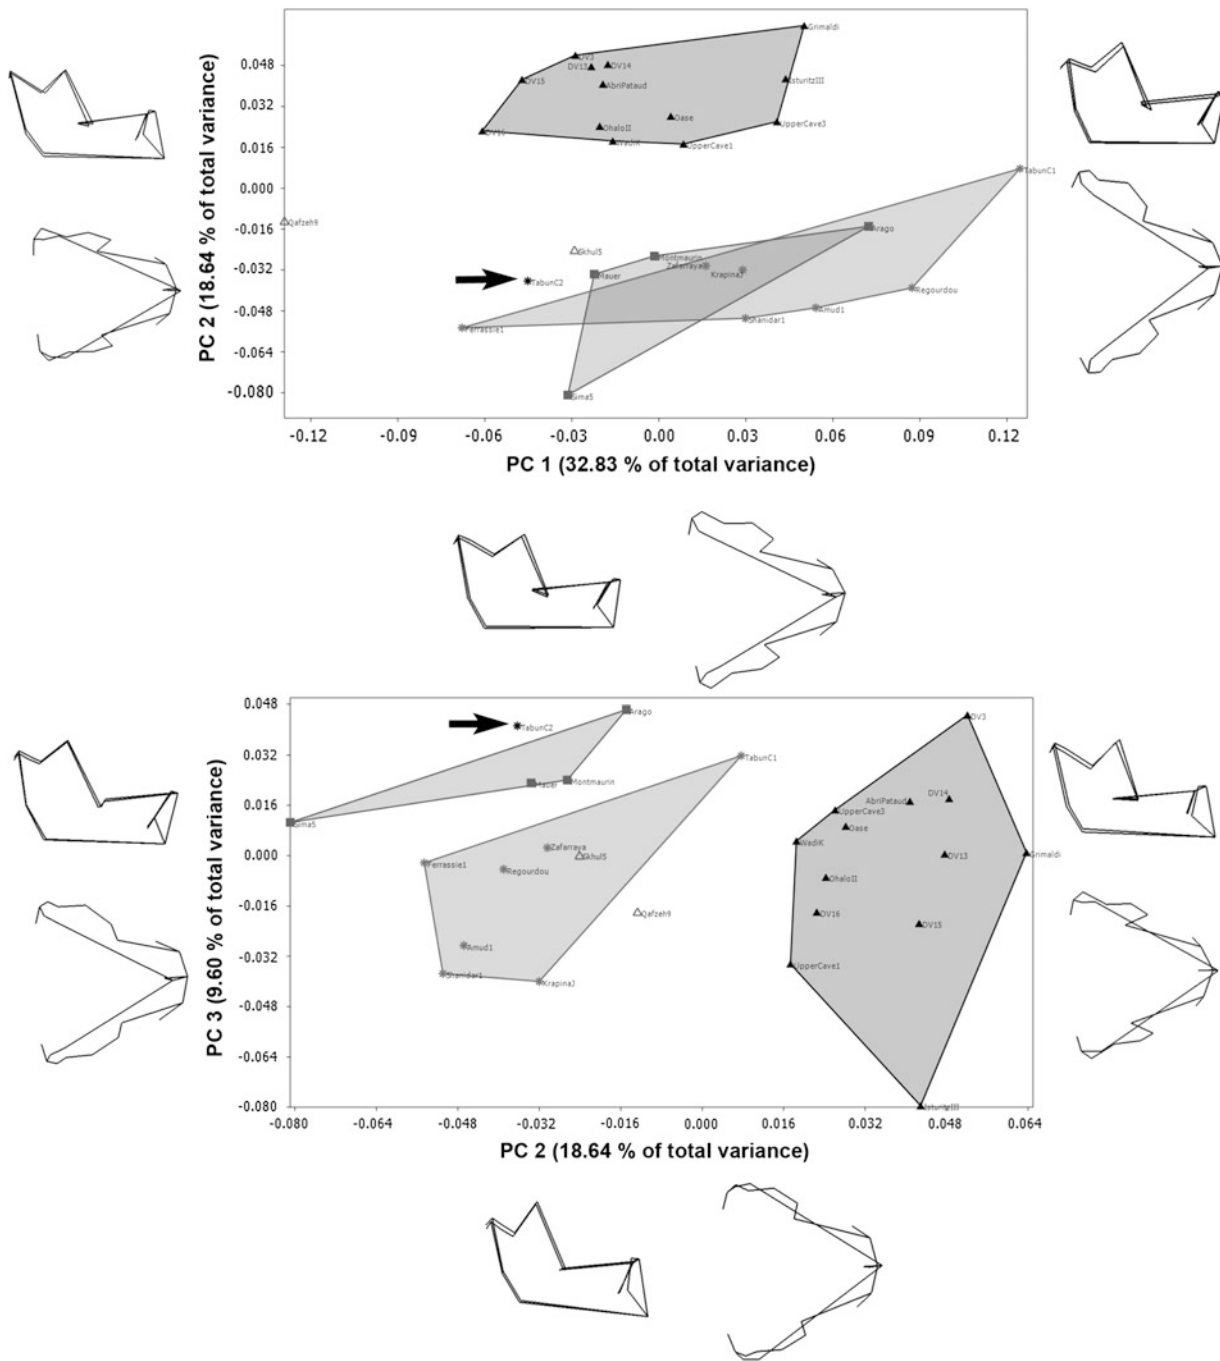 Grimaldi
DV3
DV13
DV14
DV15
AbriPataud
IsturitzIII
Oase
OhaloII
UpperCave3
DV16
WadiK
UpperCave1
TabunC1
Qafzeh9
Skhul5
Arago
Montmaurin
Zafarraya
KrapinaJ
Mauer
TabunC2
Regourdou
Amud1
Shanidar1
Ferrassie1
Sima5
0.048
0.032
0.016
0.000
-0.016
-0.032
-0.048
-0.064
-0.080
PC 2 (18.64 % of total variance)
-0.12 -0.09 -0.06 -0.03 0.00 0.03 0.06 0.09 0.12
PC 1 (32.83 % of total variance)
0.048
0.032
0.016
0.000
-0.016
-0.032
-0.048
-0.064
-0.080
PC 3 (9.60 % of total variance)
Arago
TabunC2
DV3
TabunC1
Mauer
Montmaurin
Sima5
AbriPataud
DV14
UpperCave3
Oase
WadiK
Zafarraya
Skhul5
Ferrassie1
Regourdou
DV13
Grimaldi
OhaloII
Qafzeh9
DV16
DV15
Amud1
Shanidar1
KrapinaJ
UpperCave1
IsturitzIII
-0.080 -0.064 -0.048 -0.032 -0.016 0.000 0.016 0.032 0.048 0.064
PC 2 (18.64 % of total variance)